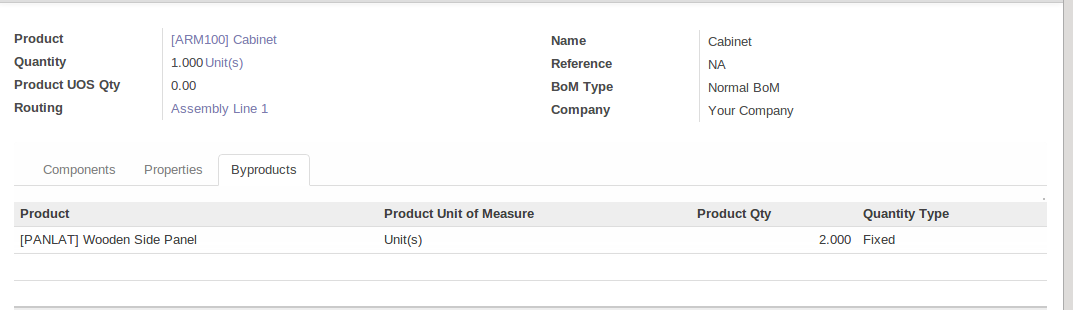 Product [ARM100] Cabinet
Quantity 1.000 Unit(s)
Product UOS Qty 0.00
Routing Assembly Line 1
Name Cabinet
Reference NA
BoM Type Normal BoM
Company Your Company
Components Properties Byproducts
Product Product Unit of Measure Product Qty Quantity Type
[PANLAT] Wooden Side Panel Unit(s) 2.000 Fixed